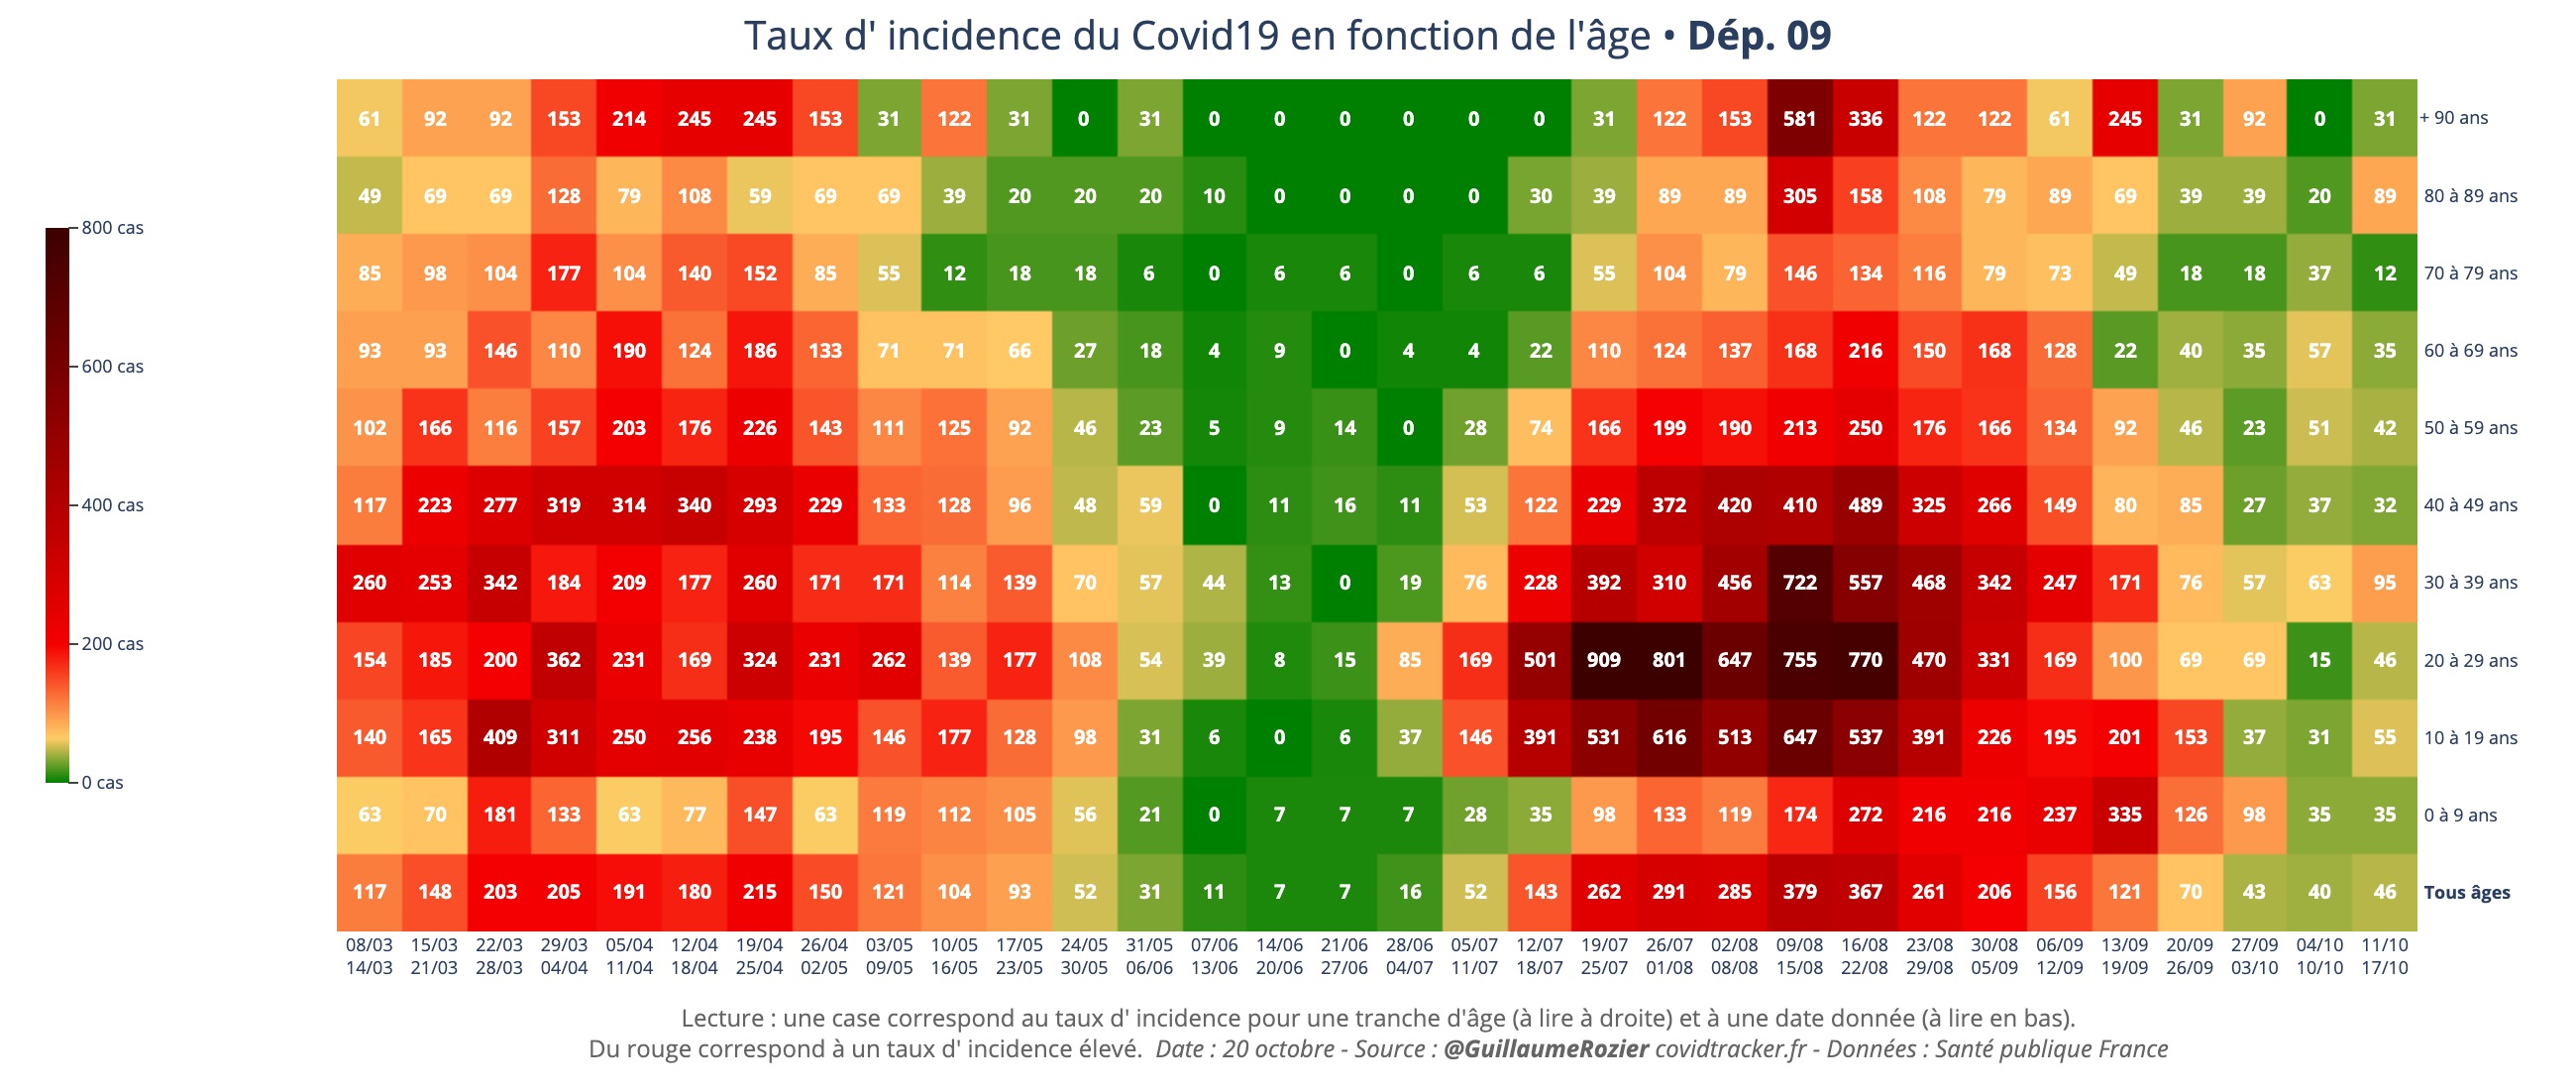 Taux d' incidence du Covid19 en fonction de l'âge • Dép. 09
800 cas
600 cas
400 cas
200 cas
0 cas
61 92 92 153 214 245 245 153 31 122 31 0 31 0 0 0 0 0 0 31 122 153 581 336 122 122 61 245 31 92 0 31 + 90 ans
49 69 69 128 79 108 59 69 69 39 20 20 20 10 0 0 0 0 30 39 89 89 305 158 108 79 89 69 39 39 20 89 80 à 89 ans
85 98 104 177 104 140 152 85 55 12 18 18 6 0 6 6 0 6 6 55 104 79 146 134 116 79 73 49 18 18 37 12 70 à 79 ans
93 93 146 110 190 124 186 133 71 71 66 27 18 4 9 0 4 4 22 110 124 137 168 216 150 168 128 22 40 35 57 35 60 à 69 ans
102 166 116 157 203 176 226 143 111 125 92 46 23 5 9 14 0 28 74 166 199 190 213 250 176 166 134 92 46 23 51 42 50 à 59 ans
117 223 277 319 314 340 293 229 133 128 96 48 59 0 11 16 11 53 122 229 372 420 410 489 325 266 149 80 85 27 37 32 40 à 49 ans
260 253 342 184 209 177 260 171 171 114 139 70 57 44 13 0 19 76 228 392 310 456 722 557 468 342 247 171 76 57 63 95 30 à 39 ans
154 185 200 362 231 169 324 231 262 139 177 108 54 39 8 15 85 169 501 909 801 647 755 770 470 331 169 100 69 69 15 46 20 à 29 ans
140 165 409 311 250 256 238 195 146 177 128 98 31 6 0 6 37 146 391 531 616 513 647 537 391 226 195 201 153 37 31 55 10 à 19 ans
63 70 181 133 63 77 147 63 119 112 105 56 21 0 7 7 7 28 35 98 133 119 174 272 216 216 237 335 126 98 35 35 0 à 9 ans
117 148 203 205 191 180 215 150 121 104 93 52 31 11 7 7 16 52 143 262 291 285 379 367 261 206 156 121 70 43 40 46 Tous âges
08/03 15/03 22/03 29/03 05/04 12/04 19/04 26/04 03/05 10/05 17/05 24/05 31/05 07/06 14/06 21/06 28/06 05/07 12/07 19/07 26/07 02/08 09/08 16/08 23/08 30/08 06/09 13/09 20/09 27/09 04/10 11/10
14/03 21/03 28/03 04/04 11/04 18/04 25/04 02/05 09/05 16/05 23/05 30/05 06/06 13/06 20/06 27/06 04/07 11/07 18/07 25/07 01/08 08/08 15/08 22/08 29/08 05/09 12/09 19/09 26/09 03/10 10/10 17/10
Lecture : une case correspond au taux d' incidence pour une tranche d'âge (à lire à droite) et à une date donnée (à lire en bas).
Du rouge correspond à un taux d' incidence élevé. Date : 20 octobre - Source : @GuillaumeRozier covidtracker.fr - Données : Santé publique France